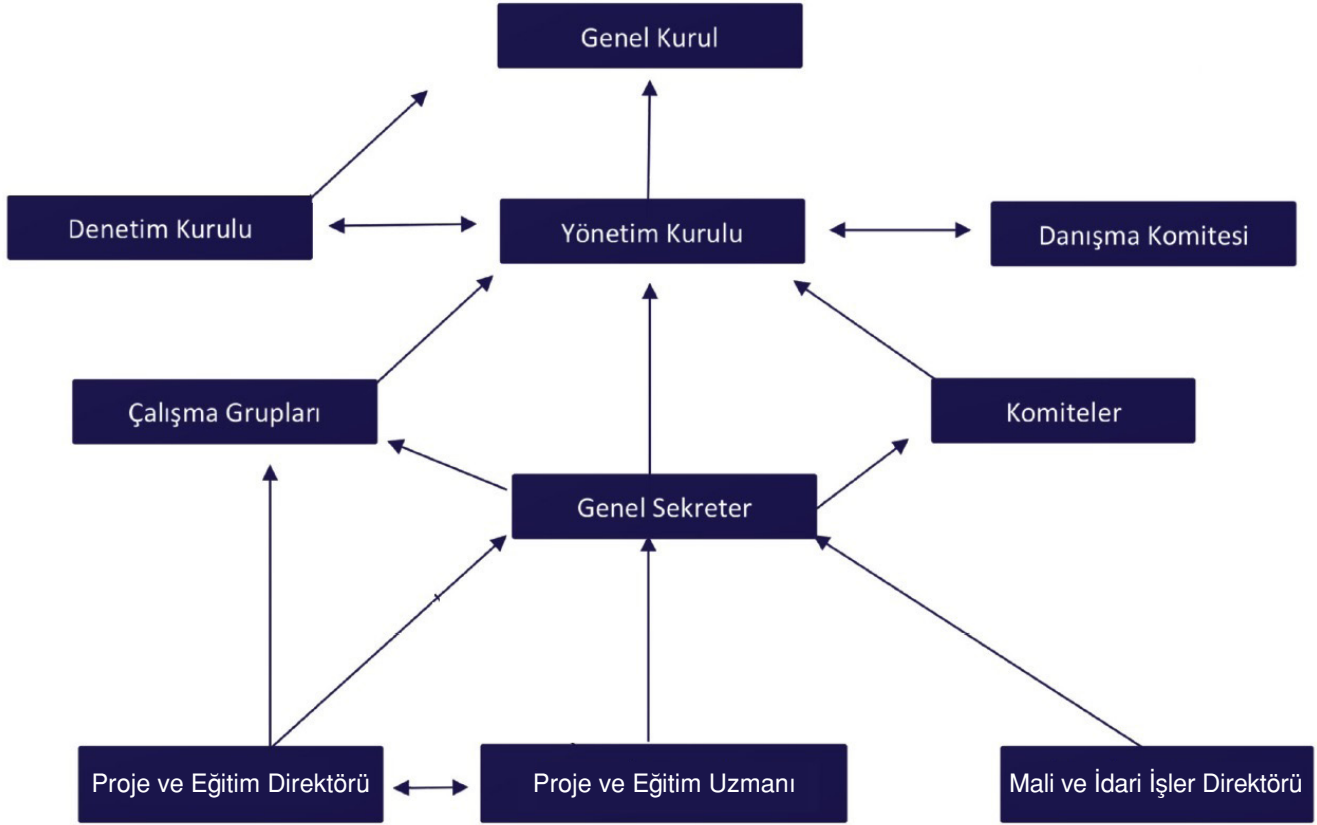 Genel Kurul
Denetim Kurulu
Yönetim Kurulu
Danışma Komitesi
Çalışma Grupları
Komiteler
Genel Sekreter
Proje ve Eğitim Direktörü
Proje ve Eğitim Uzmanı
Mali ve İdari İşler Direktörü